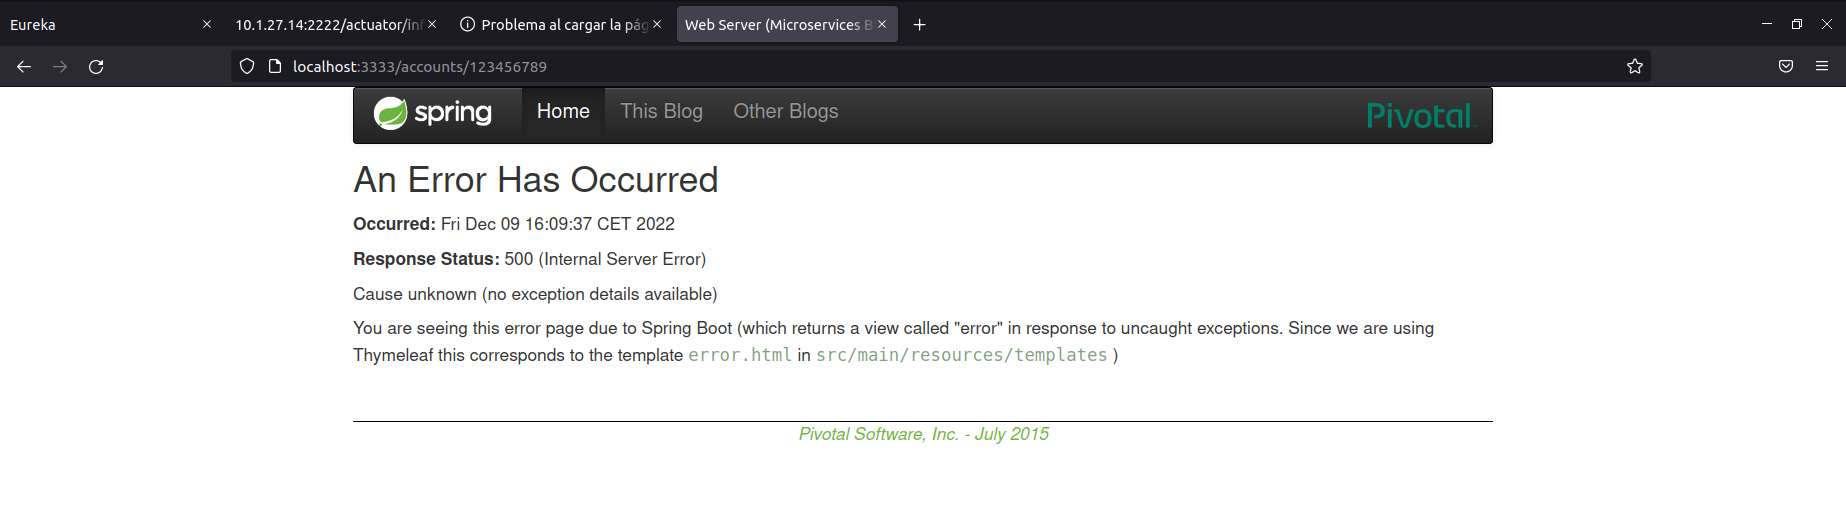 Eureka
10.1.27.14:2222/actuator/inf
Problema al cargar la pág
Web Server (Microservices B
localhost:3333/accounts/123456789
spring
Home
This Blog
Other Blogs
Pivotal
An Error Has Occurred
Occurred: Fri Dec 09 16:09:37 CET 2022
Response Status: 500 (Internal Server Error)
Cause unknown (no exception details available)
You are seeing this error page due to Spring Boot (which returns a view called "error" in response to uncaught exceptions. Since we are using
Thymeleaf this corresponds to the template error.html in src/main/resources/templates )
Pivotal Software, Inc. - July 2015